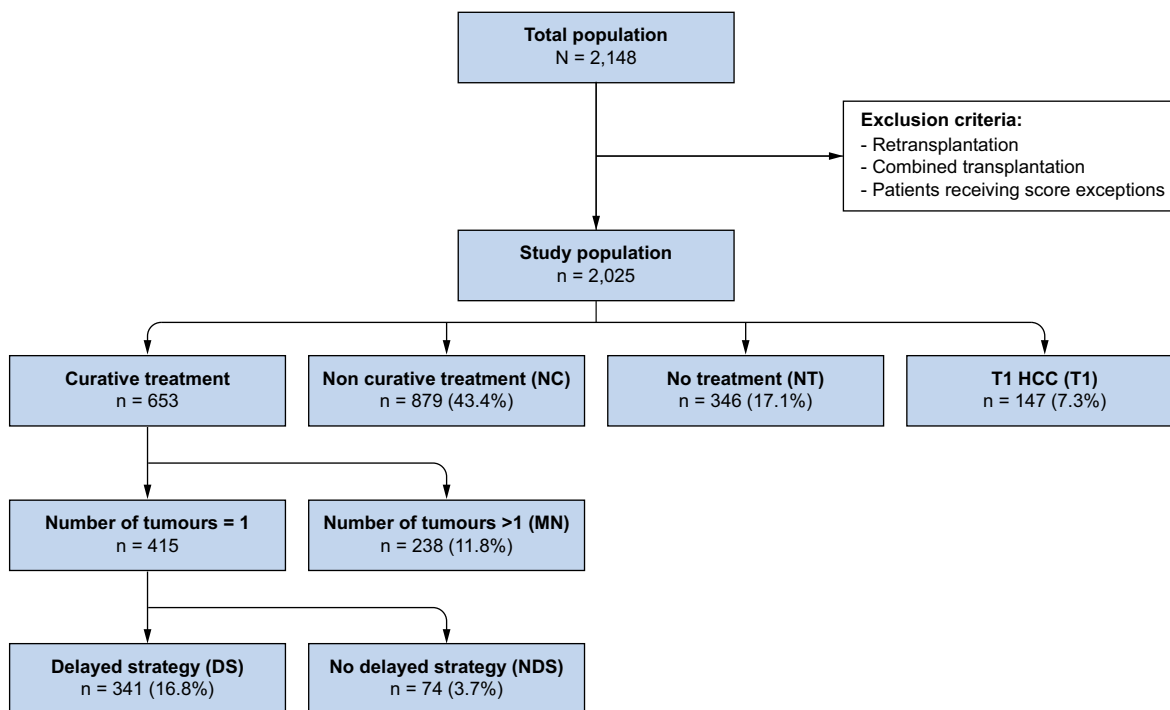 Total population
N = 2,148
Exclusion criteria:
- Retransplantation
- Combined transplantation
- Patients receiving score exceptions
Study population
n = 2,025
Curative treatment
n = 653
Non curative treatment (NC)
n = 879 (43.4%)
No treatment (NT)
n = 346 (17.1%)
T1 HCC (T1)
n = 147 (7.3%)
Number of tumours = 1
n = 415
Number of tumours >1 (MN)
n = 238 (11.8%)
Delayed strategy (DS)
n = 341 (16.8%)
No delayed strategy (NDS)
n = 74 (3.7%)